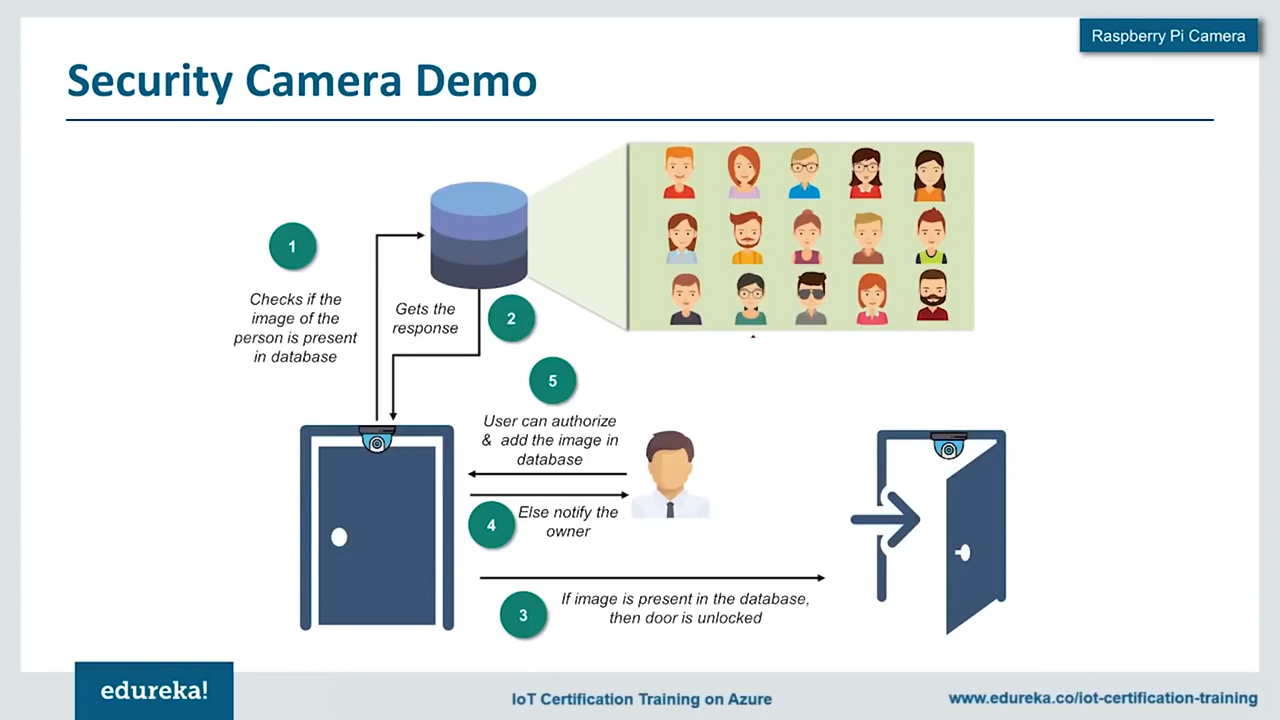 Raspberry Pi Camera
Security Camera Demo
1
Checks if the
image of the
person is present
in database
Gets the
response
2
5
User can authorize
& add the image in
database
4
Else notify the
owner
3
If image is present in the database,
then door is unlocked
edureka!
IoT Certification Training on Azure
www.edureka.co/iot-certification-training